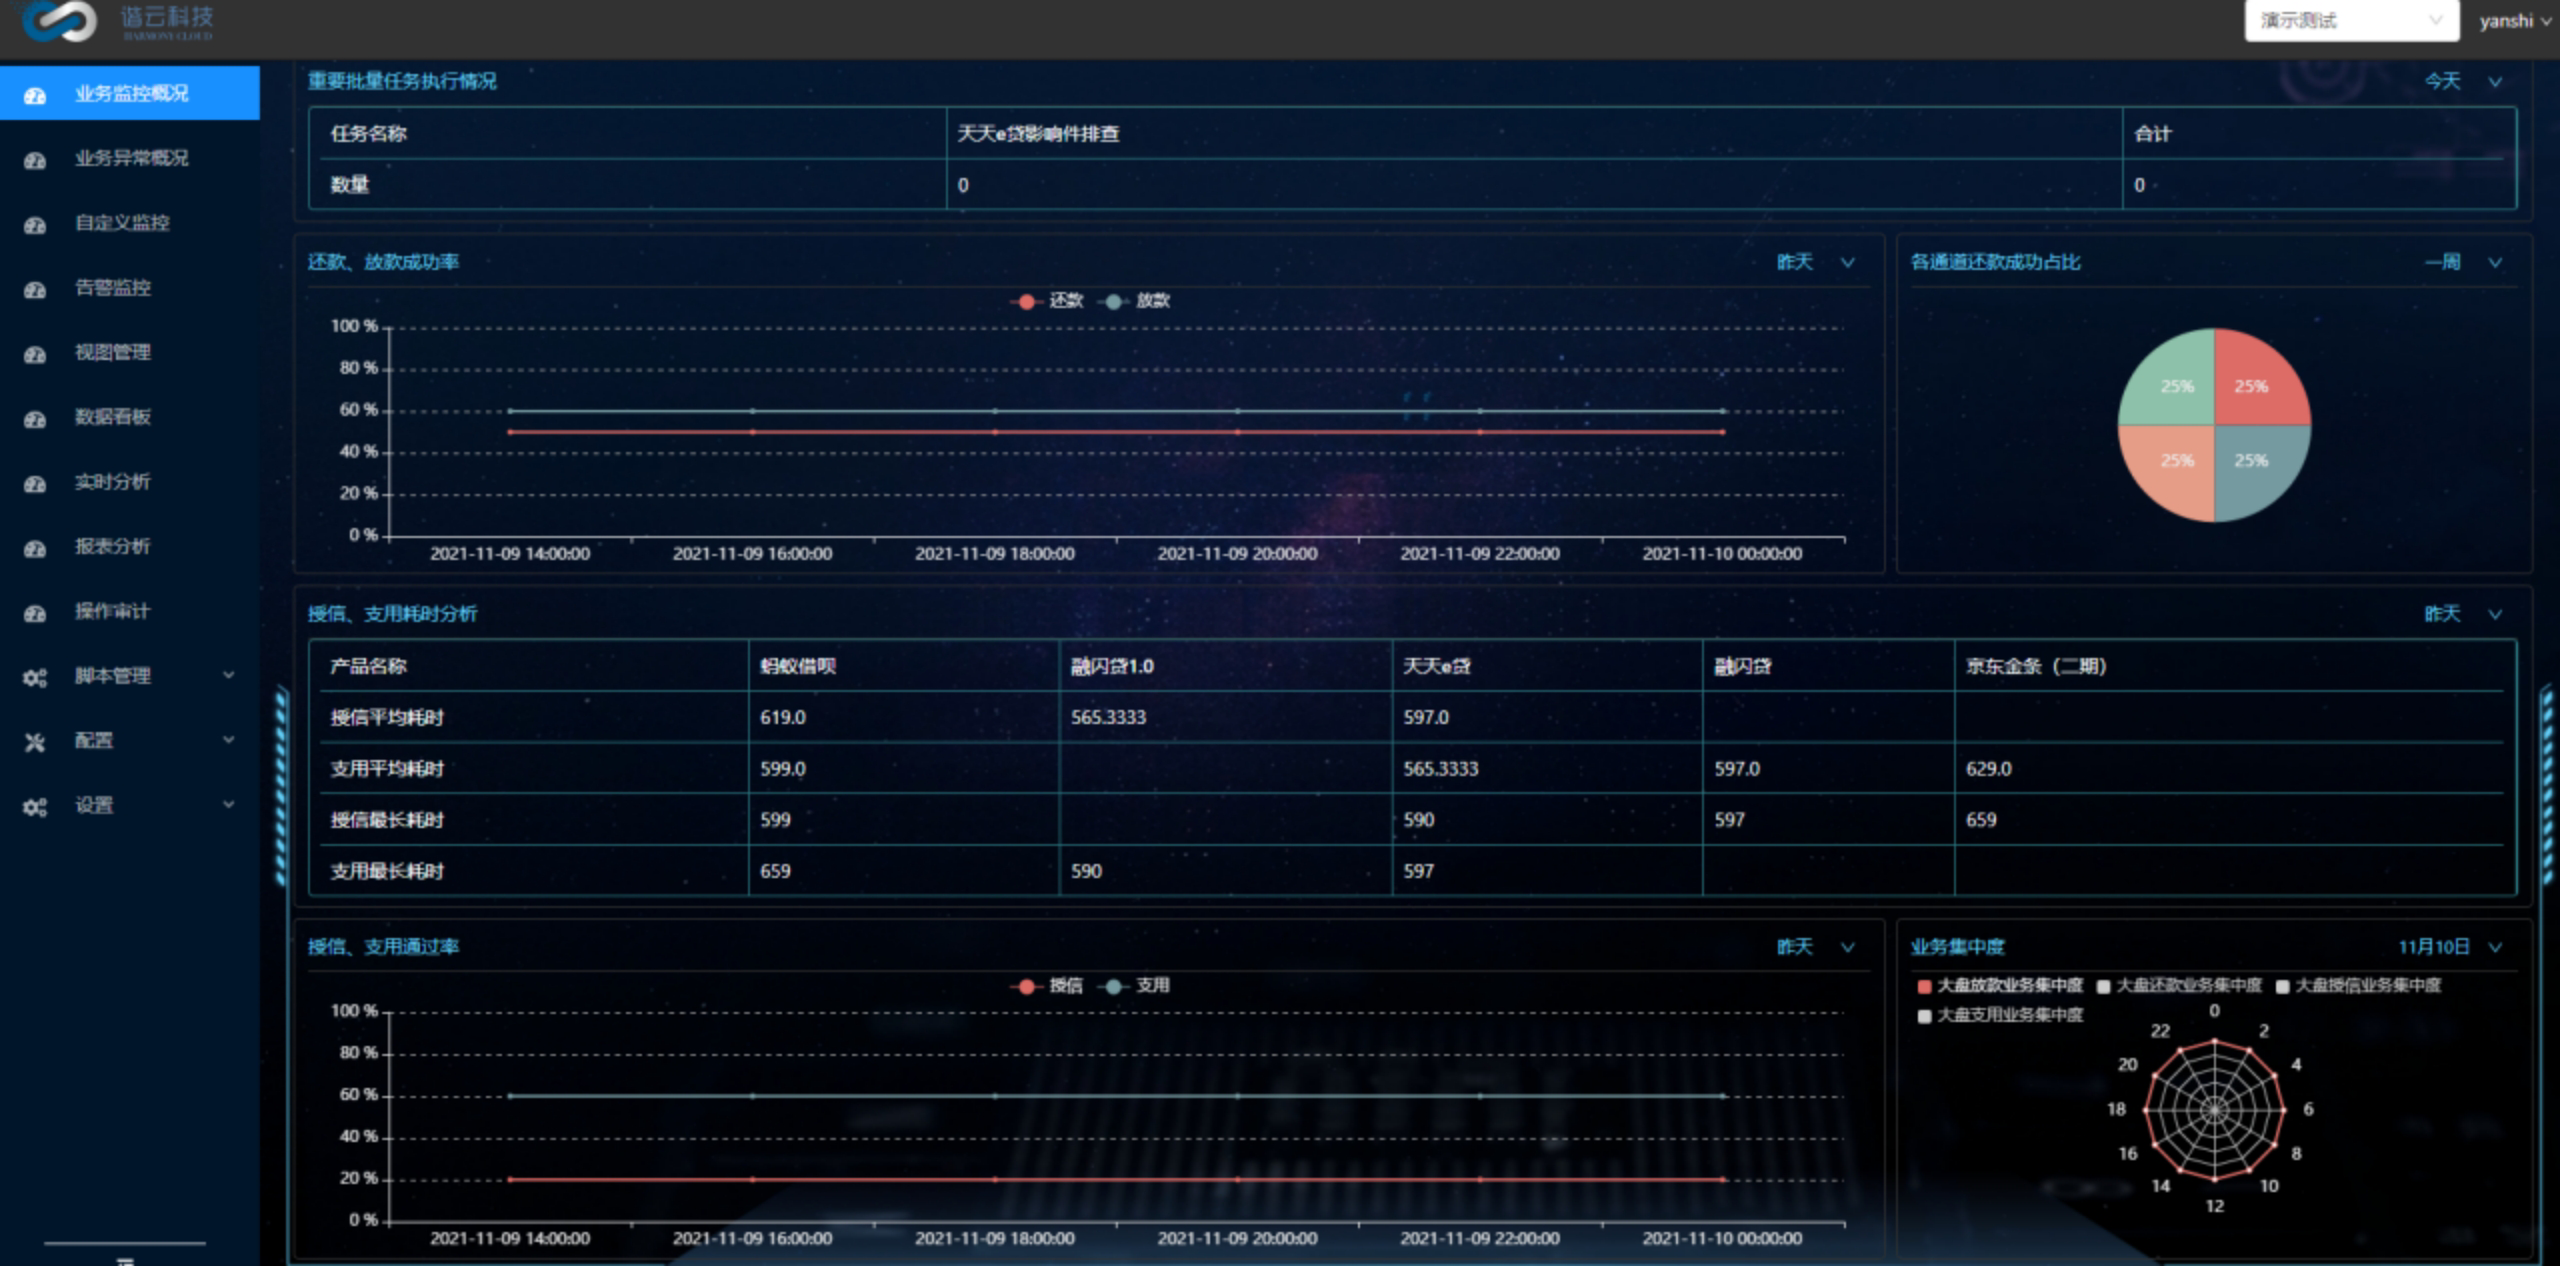 谐云科技
HARMONY CLOUD
演示测试
yanshi
业务监控概况
业务异常概况
自定义监控
告警监控
视图管理
数据看板
实时分析
报表分析
操作审计
脚本管理
配置
设置
重要批量任务执行情况 今天
任务名称 天天e贷影响件排查 合计
数量 0 0
还款、放款成功率 昨天
还款 放款
100 %
80 %
60 %
40 %
20 %
0 %
2021-11-09 14:00:00 2021-11-09 16:00:00 2021-11-09 18:00:00 2021-11-09 20:00:00 2021-11-09 22:00:00 2021-11-10 00:00:00
各通道还款成功占比 一周
25% 25%
25% 25%
授信、支用耗时分析 昨天
产品名称 蚂蚁借呗 融闪贷1.0 天天e贷 融闪贷 京东金条（二期）
授信平均耗时 619.0 565.3333 597.0
支用平均耗时 599.0 565.3333 597.0 629.0
授信最长耗时 599 590 597 659
支用最长耗时 659 590 597
授信、支用通过率 昨天
授信 支用
100 %
80 %
60 %
40 %
20 %
0 %
2021-11-09 14:00:00 2021-11-09 16:00:00 2021-11-09 18:00:00 2021-11-09 20:00:00 2021-11-09 22:00:00 2021-11-10 00:00:00
业务集中度 11月10日
大盘放款业务集中度 大盘还款业务集中度 大盘授信业务集中度
大盘支用业务集中度
0
2
4
6
8
10
12
14
16
18
20
22